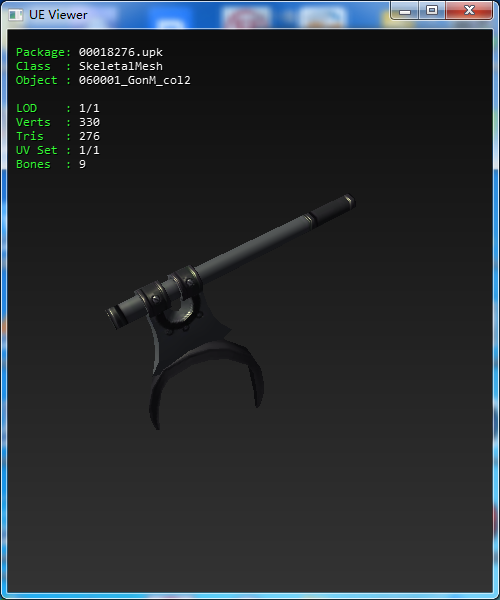 UE Viewer
Package: 00018276.upk
Class : SkeletalMesh
Object : 060001_GonM_col2
LOD : 1/1
Verts : 330
Tris : 276
UV Set : 1/1
Bones : 9